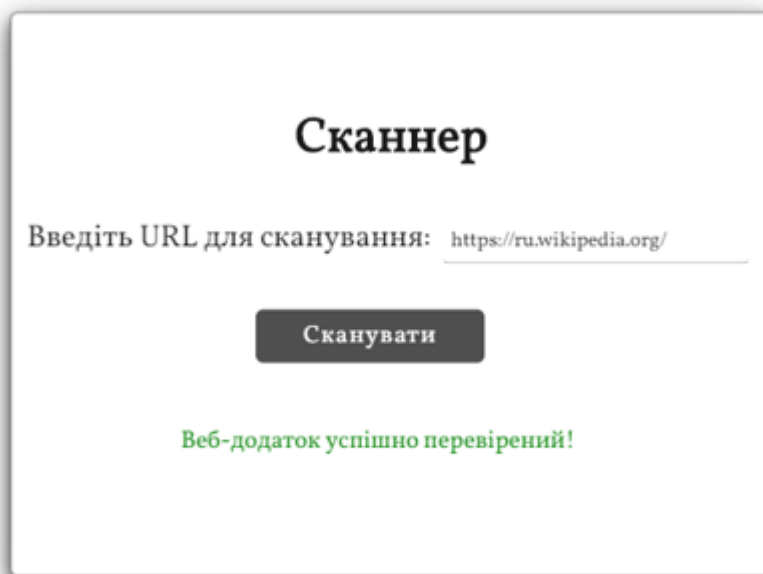 Сканнер
Введіть URL для сканування: https://ru.wikipedia.org/
Сканувати
Веб-додаток успішно перевірений!